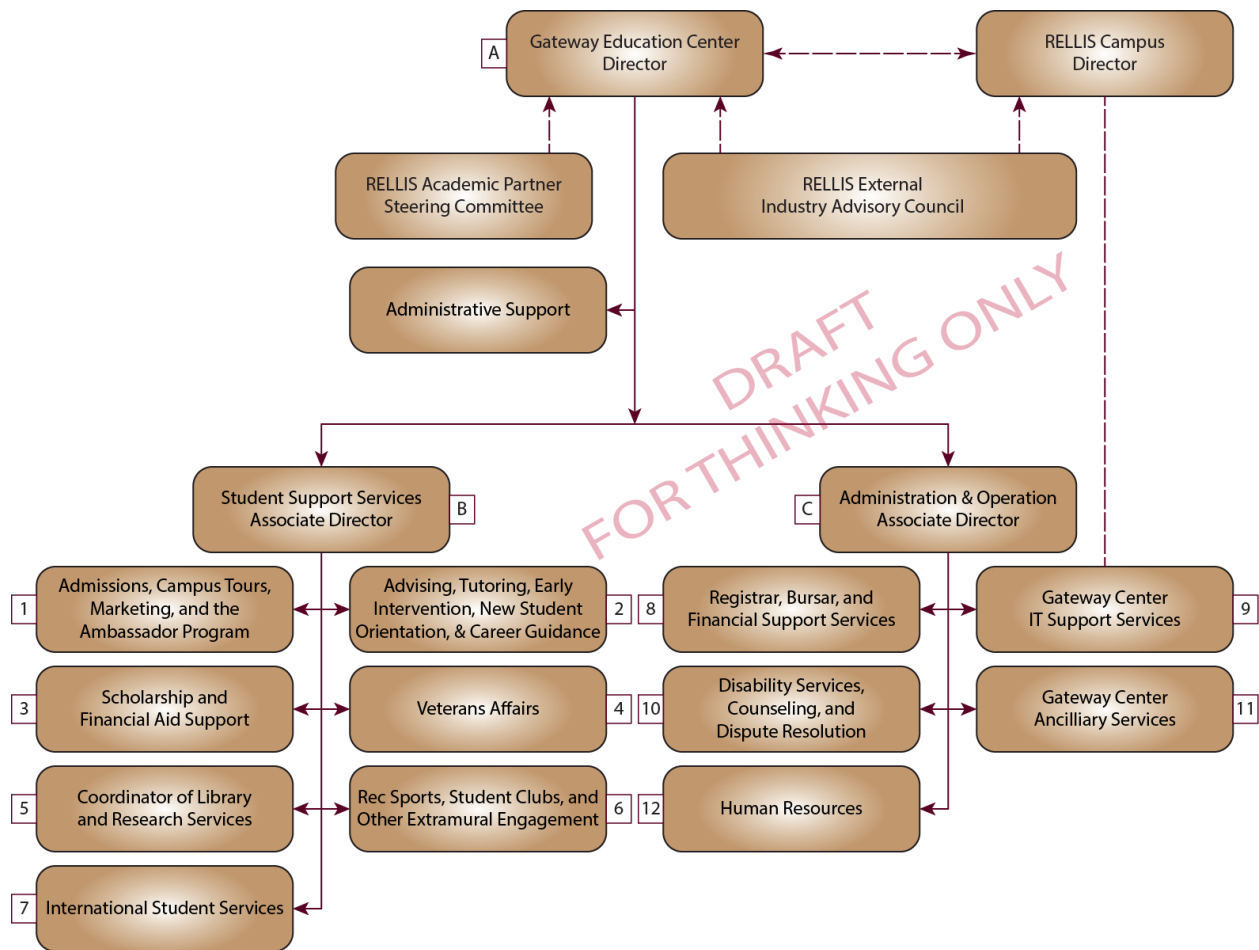 A
Gateway Education Center
Director
RELLIS Campus
Director
RELLIS Academic Partner
Steering Committee
RELLIS External
Industry Advisory Council
Administrative Support
DRAFT
FOR THINKING ONLY
Student Support Services
Associate Director
B
C
Administration & Operation
Associate Director
1
Admissions, Campus Tours,
Marketing, and the
Ambassador Program
Advising, Tutoring, Early
Intervention, New Student
Orientation, & Career Guidance
2
8
Registrar, Bursar, and
Financial Support Services
Gateway Center
IT Support Services
9
3
Scholarship and
Financial Aid Support
Veterans Affairs
4
10
Disability Services,
Counseling, and
Dispute Resolution
Gateway Center
Ancilliary Services
11
5
Coordinator of Library
and Research Services
Rec Sports, Student Clubs, and
Other Extramural Engagement
6
12
Human Resources
7
International Student Services